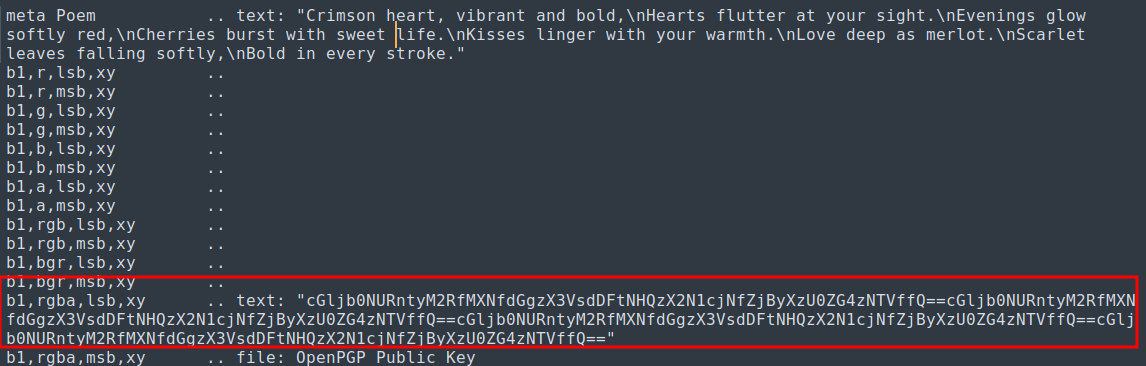 meta Poem           .. text: "Crimson heart, vibrant and bold,\nHearts flutter at your sight.\nEvenings glow
softly red,\nCherries burst with sweet life.\nKisses linger with your warmth.\nLove deep as merlot.\nScarlet
leaves falling softly,\nBold in every stroke."
b1,r,lsb,xy         ..
b1,r,msb,xy         ..
b1,g,lsb,xy         ..
b1,g,msb,xy         ..
b1,b,lsb,xy         ..
b1,b,msb,xy         ..
b1,a,lsb,xy         ..
b1,a,msb,xy         ..
b1,rgb,lsb,xy       ..
b1,rgb,msb,xy       ..
b1,bgr,lsb,xy       ..
b1,bgr,msb,xy       ..
b1,rgba,lsb,xy      .. text: "cGljb0NURntyM2RfMXNfdGgzX3VsdDFtNHQzX2N1cjNfZjByXzU0ZG4zNTVffQ==cGljb0NURntyM2RfMXN
fdGgzX3VsdDFtNHQzX2N1cjNfZjByXzU0ZG4zNTVffQ==cGljb0NURntyM2RfMXNfdGgzX3VsdDFtNHQzX2N1cjNfZjByXzU0ZG4zNTVffQ==cGlj
b0NURntyM2RfMXNfdGgzX3VsdDFtNHQzX2N1cjNfZjByXzU0ZG4zNTVffQ=="
b1,rgba,msb,xy      .. file: OpenPGP Public Key